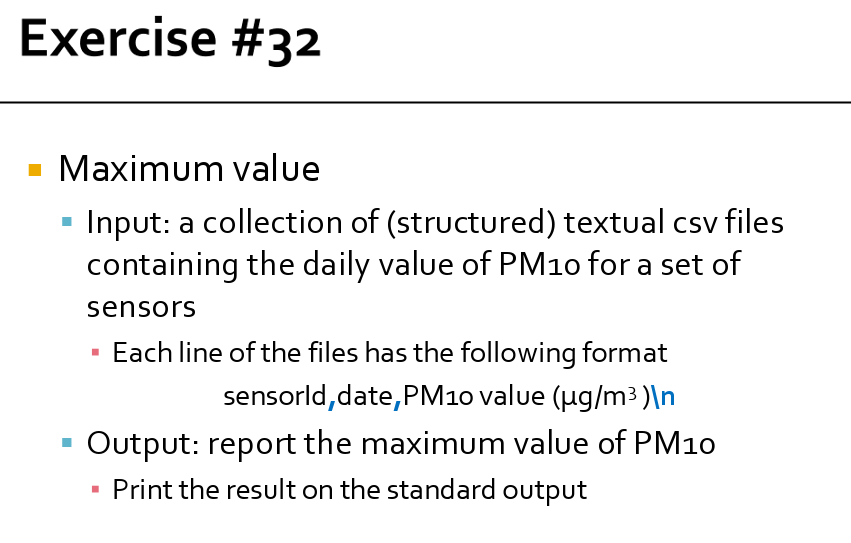 Exercise #32
Maximum value
Input: a collection of (structured) textual csv files
containing the daily value of PM10 for a set of
sensors
Each line of the files has the following format
sensorId,date,PM10 value (μg/m³ )\n
Output: report the maximum value of PM10
Print the result on the standard output